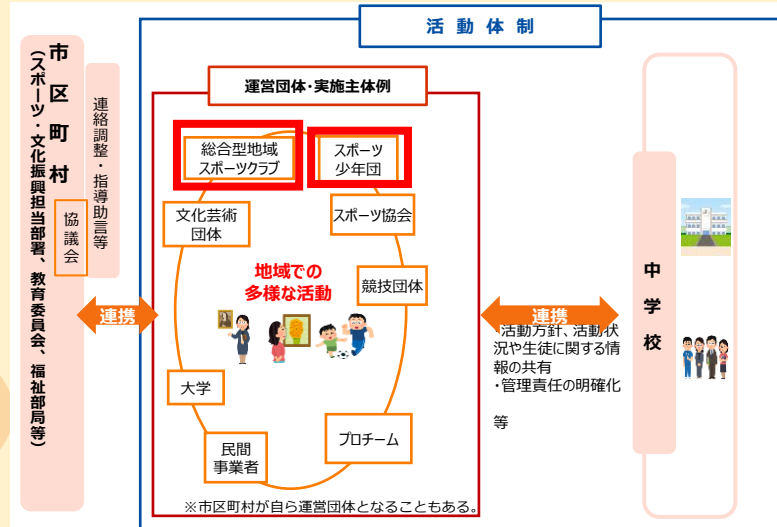 活動体制
市区町村
（スポーツ・文化振興担当部署、教育委員会、福祉部局等）
協議会
連絡調整・指導助言等
連携
運営団体・実施主体例
総合型地域
スポーツクラブ
スポーツ
少年団
文化芸術
団体
スポーツ協会
地域での
多様な活動
競技団体
大学
民間
事業者
プロチーム
※市区町村が自ら運営団体となることもある。
連携
・活動方針、活動状
況や生徒に関する情
報の共有
・管理責任の明確化
等
中学校